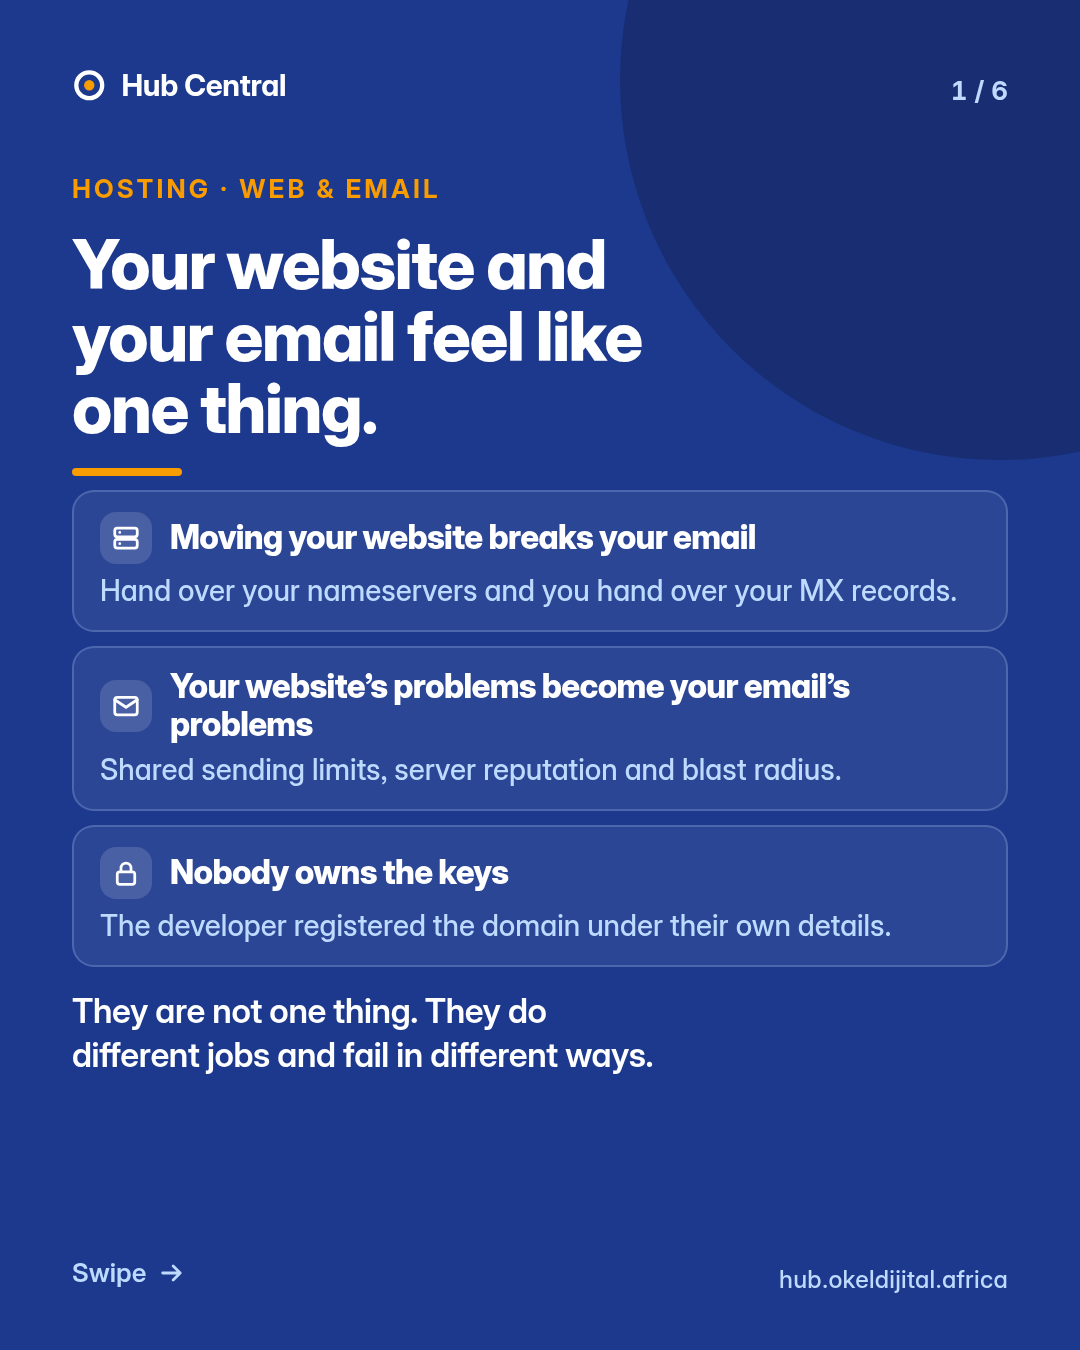 Hub Central
1 / 6
HOSTING · WEB & EMAIL
Your website and
your email feel like
one thing.
Moving your website breaks your email
Hand over your nameservers and you hand over your MX records.
Your website’s problems become your email’s
problems
Shared sending limits, server reputation and blast radius.
Nobody owns the keys
The developer registered the domain under their own details.
They are not one thing. They do
different jobs and fail in different ways.
Swipe →
hub.okeldijital.africa